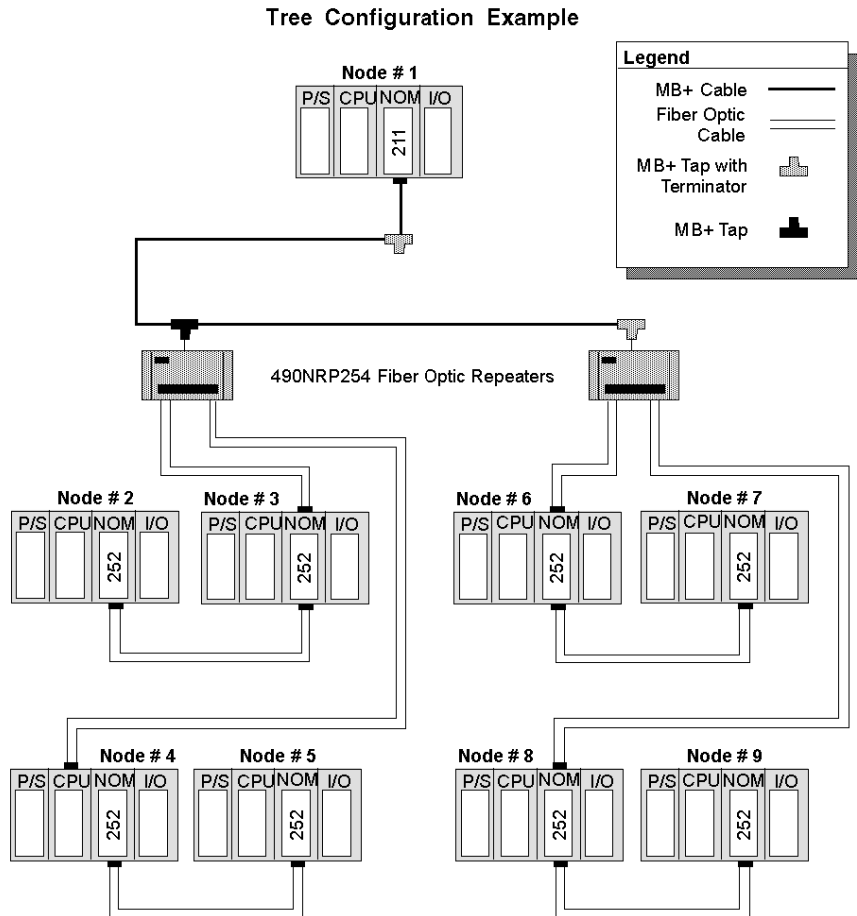 Tree Configuration Example
Legend
MB+ Cable
Fiber Optic
Cable
MB+ Tap with
Terminator
MB+ Tap
Node # 1
P/S CPU NOM I/O
211
490NRP254 Fiber Optic Repeaters
Node # 2
P/S CPU NOM I/O
252
Node # 3
P/S CPU NOM I/O
252
Node # 6
P/S CPU NOM I/O
252
Node # 7
P/S CPU NOM I/O
252
Node # 4
P/S CPU NOM I/O
252
Node # 5
P/S CPU NOM I/O
252
Node # 8
P/S CPU NOM I/O
252
Node # 9
P/S CPU NOM I/O
252